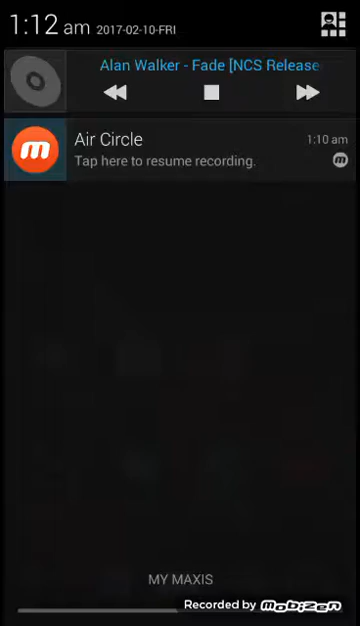 1:12 am 2017-02-10-FRI
Alan Walker - Fade [NCS Release
Air Circle
1:10 am
Tap here to resume recording.
MY MAXIS
Recorded by mobizen